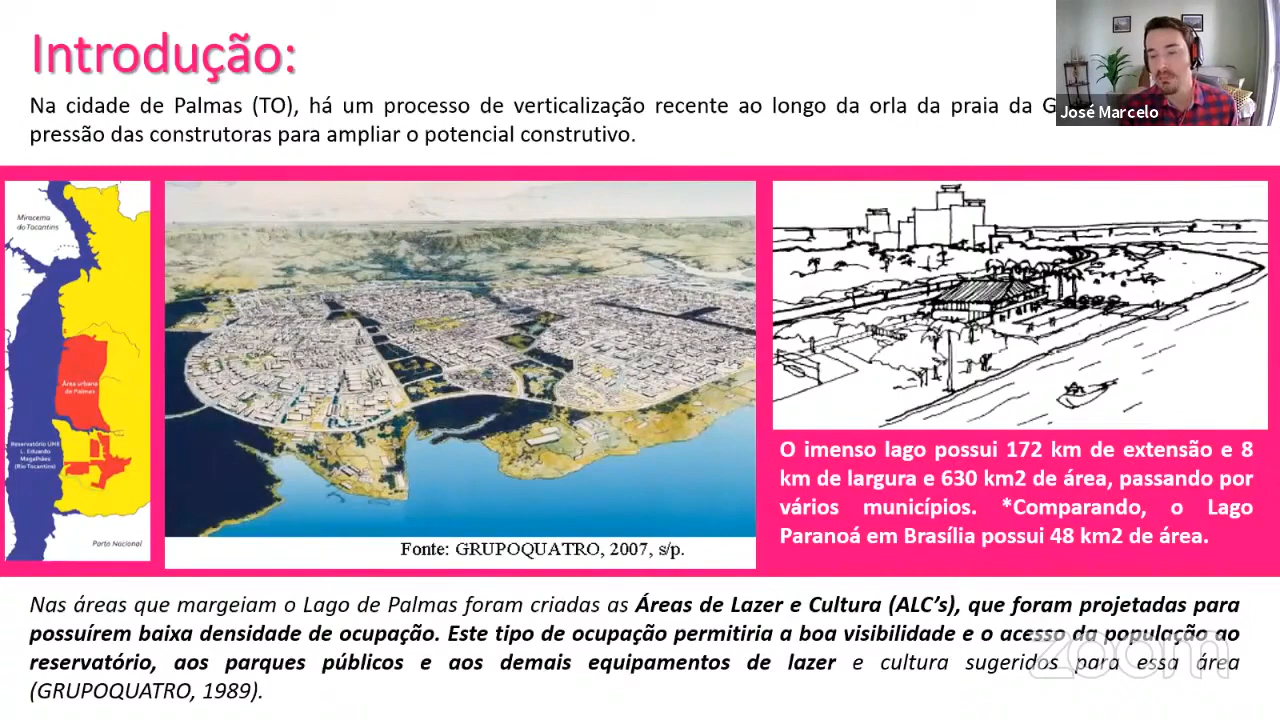 Introdução:
Na cidade de Palmas (TO), há um processo de verticalização recente ao longo da orla da praia da
José Marcelo
pressão das construtoras para ampliar o potencial construtivo.
Miracema
do Tocantins
Área urbana
de Palmas
Reservatório UHE
L. Eduardo
Magalhães
(Rio Tocantins)
Porto Nacional
Fonte: GRUPOQUATRO, 2007, s/p.
O imenso lago possui 172 km de extensão e 8
km de largura e 630 km2 de área, passando por
vários municípios. *Comparando, o Lago
Paranoá em Brasília possui 48 km2 de área.
Nas áreas que margeiam o Lago de Palmas foram criadas as Áreas de Lazer e Cultura (ALC’s), que foram projetadas para
possuírem baixa densidade de ocupação. Este tipo de ocupação permitiria a boa visibilidade e o acesso da população ao
reservatório, aos parques públicos e aos demais equipamentos de lazer e cultura sugeridos para essa área
(GRUPOQUATRO, 1989).
zoom